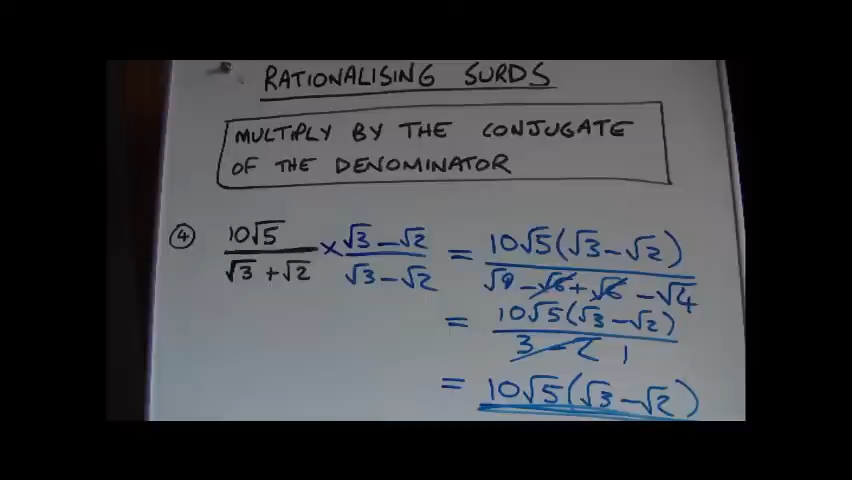 RATIONALISING SURDS
MULTIPLY BY THE CONJUGATE
OF THE DENOMINATOR
④ 10√5/(√3 + √2) × (√3 - √2)/(√3 - √2) = 10√5(√3 - √2)/(√9 - √6 + √6 - √4)
= 10√5(√3 - √2)/(3 - 2) 1
= 10√5(√3 - √2)